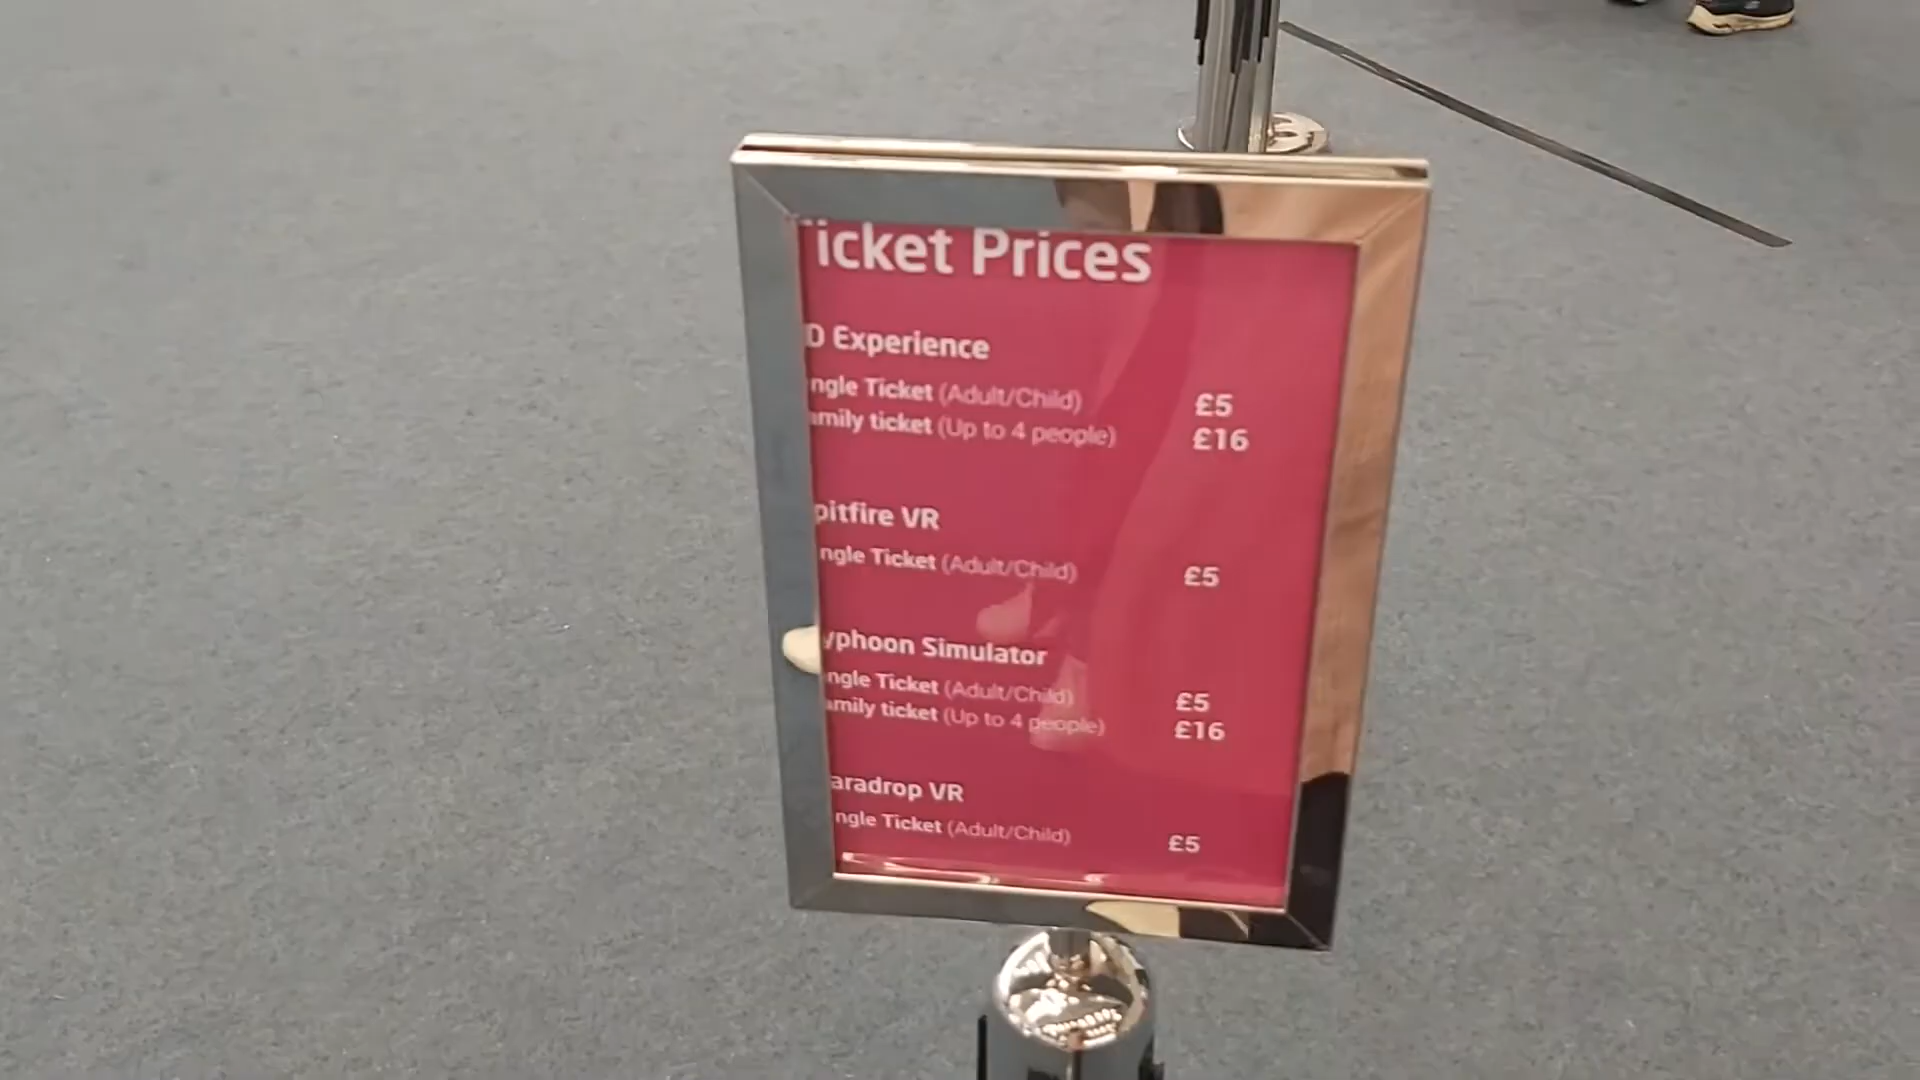 Ticket Prices
D Experience
ngle Ticket (Adult/Child) £5
amily ticket (Up to 4 people) £16
pitfire VR
ngle Ticket (Adult/Child) £5
yphoon Simulator
ngle Ticket (Adult/Child) £5
amily ticket (Up to 4 people) £16
aradrop VR
ngle Ticket (Adult/Child) £5